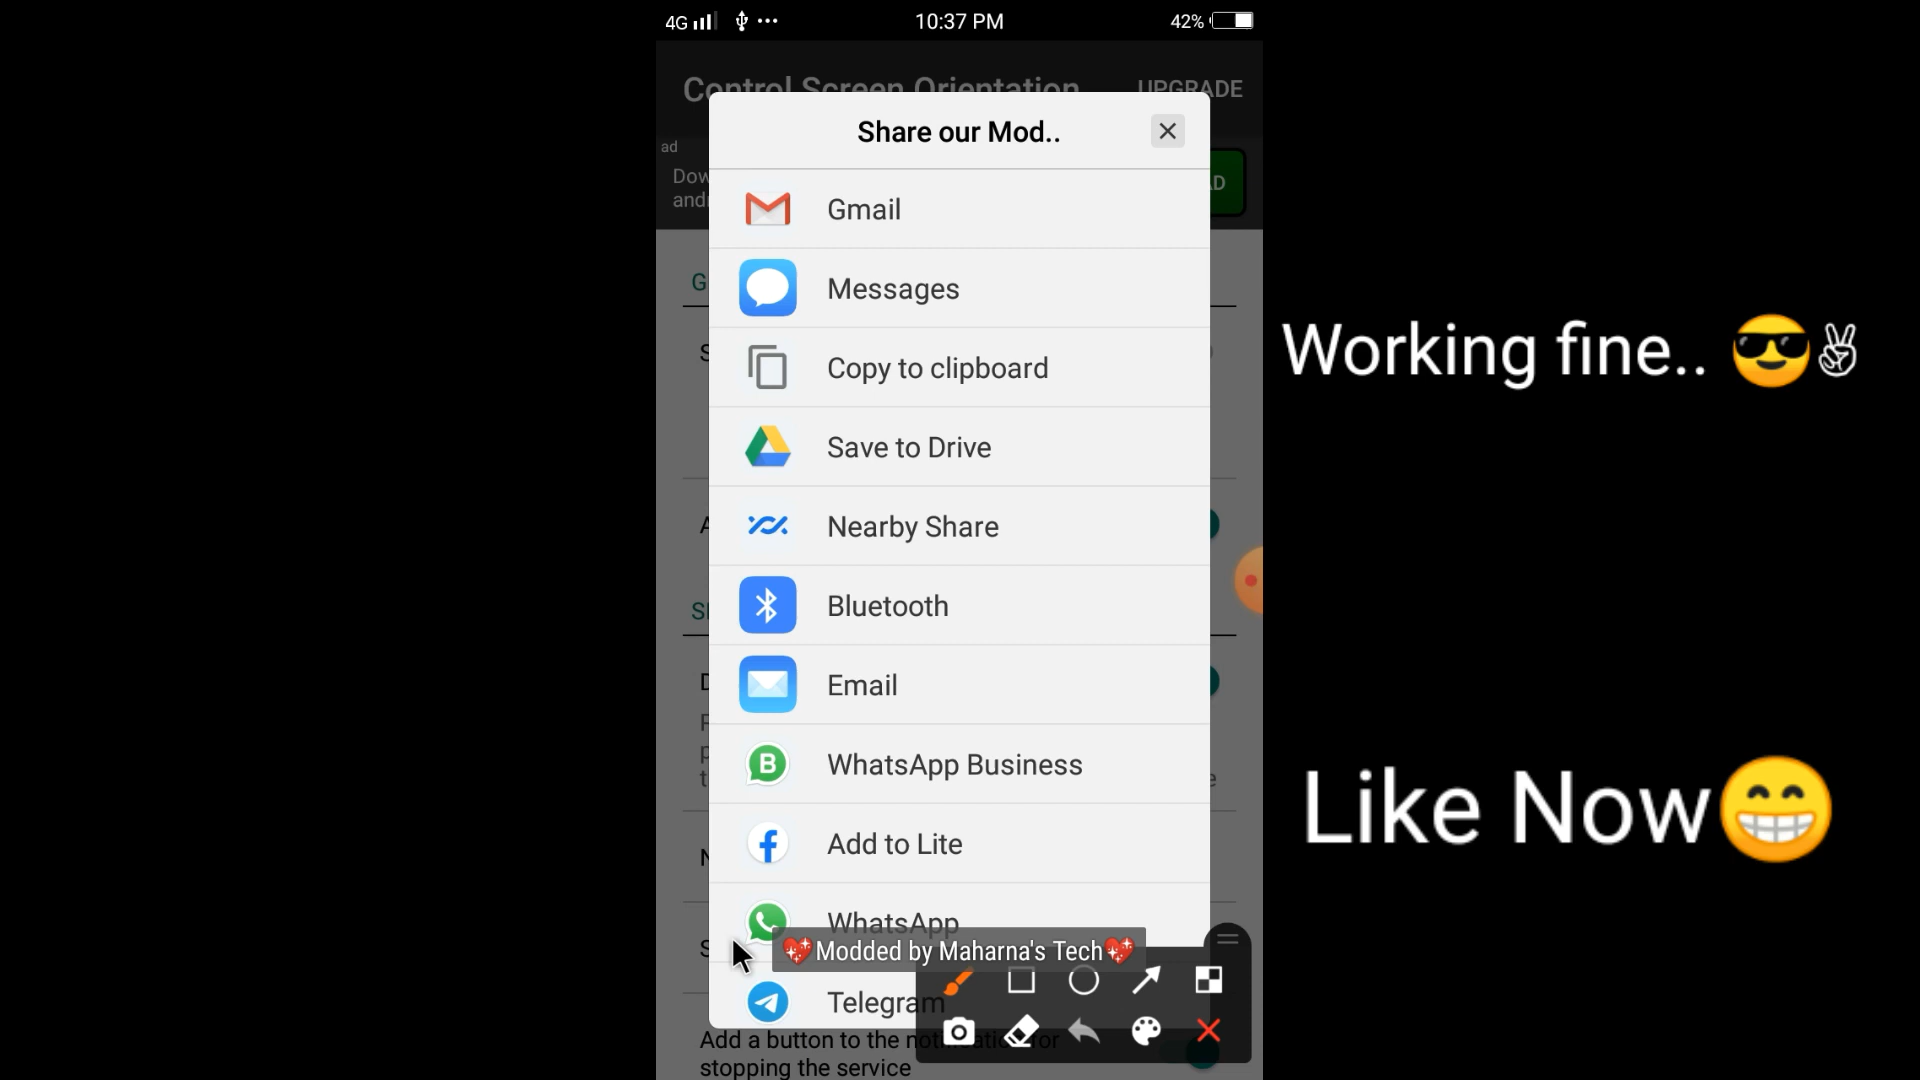 4G 10:37 PM 42%
Control Screen Orientation UPGRADE
Share our Mod..
ad
Gmail
Messages
Copy to clipboard
Save to Drive
Nearby Share
Bluetooth
Email
WhatsApp Business
Add to Lite
WhatsApp
💖Modded by Maharna's Tech💖
Telegram
Add a button to the notification for
stopping the service
Working fine.. 😎✌
Like Now😁